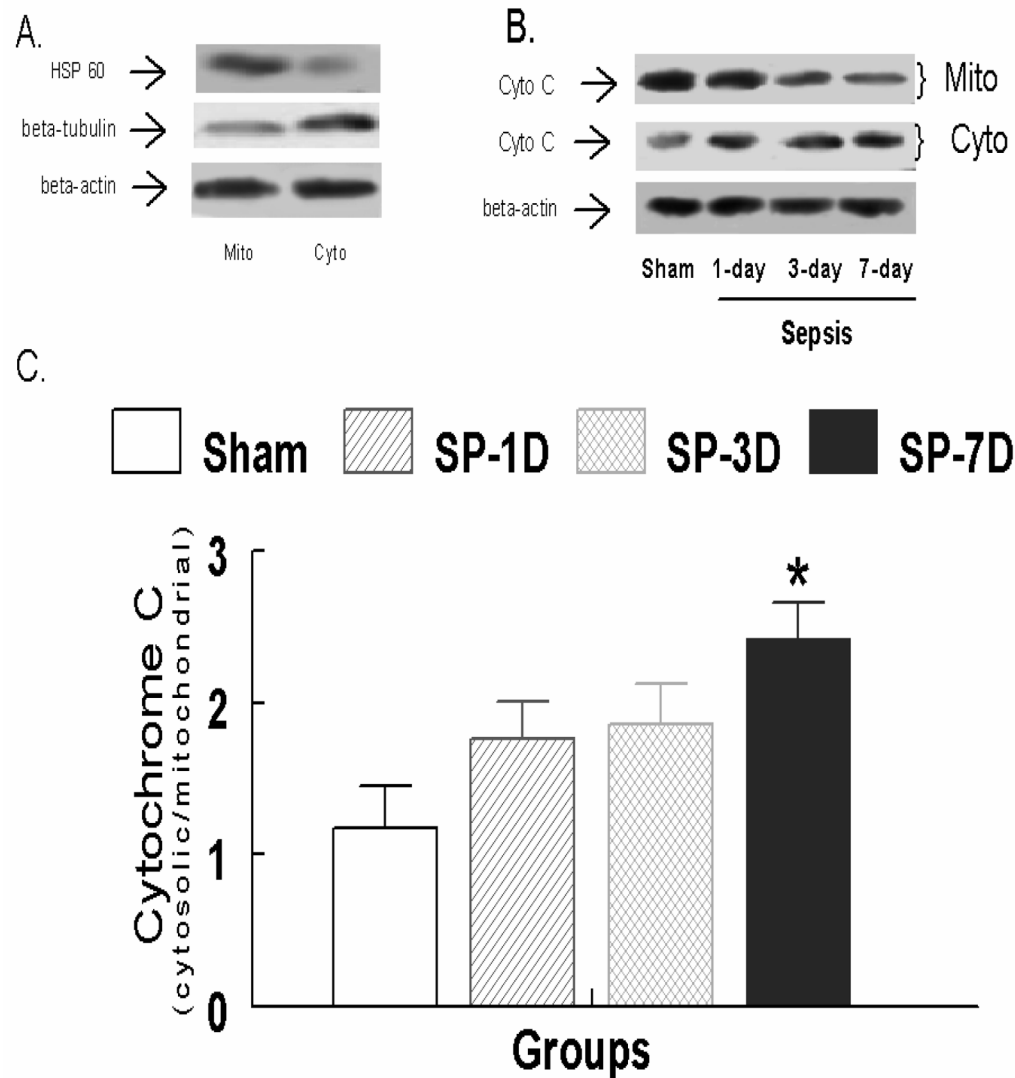 A.
HSP 60
beta-tubulin
beta-actin
Mito Cyto
B.
Cyto C } Mito
Cyto C } Cyto
beta-actin
Sham 1-day 3-day 7-day
Sepsis
C.
Sham SP-1D SP-3D SP-7D
Cytochrome C
(cytosolic/mitochondrial)
3
2
1
0
*
Groups